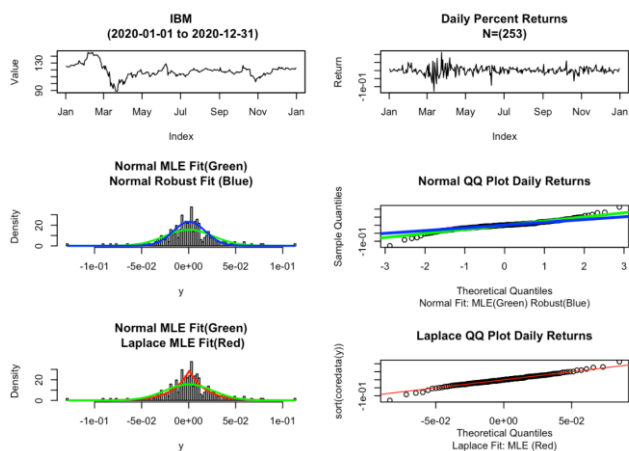 IBM
(2020-01-01 to 2020-12-31)
Value
90
130
Jan Mar May Jul Sep Nov Jan
Index
Daily Percent Returns
N=(253)
Return
-1e-01
Jan Mar May Jul Sep Nov Jan
Index
Normal MLE Fit(Green)
Normal Robust Fit (Blue)
Density
0
20
-1e-01 -5e-02 0e+00 5e-02 1e-01
y
Normal QQ Plot Daily Returns
Sample Quantiles
-1e-01
-3 -2 -1 0 1 2 3
Theoretical Quantiles
Normal Fit: MLE(Green) Robust(Blue)
Normal MLE Fit(Green)
Laplace MLE Fit(Red)
Density
0
20
-1e-01 -5e-02 0e+00 5e-02 1e-01
y
Laplace QQ Plot Daily Returns
sort(coredata(y))
-1e-01
-5e-02 0e+00 5e-02
Theoretical Quantiles
Laplace Fit: MLE (Red)